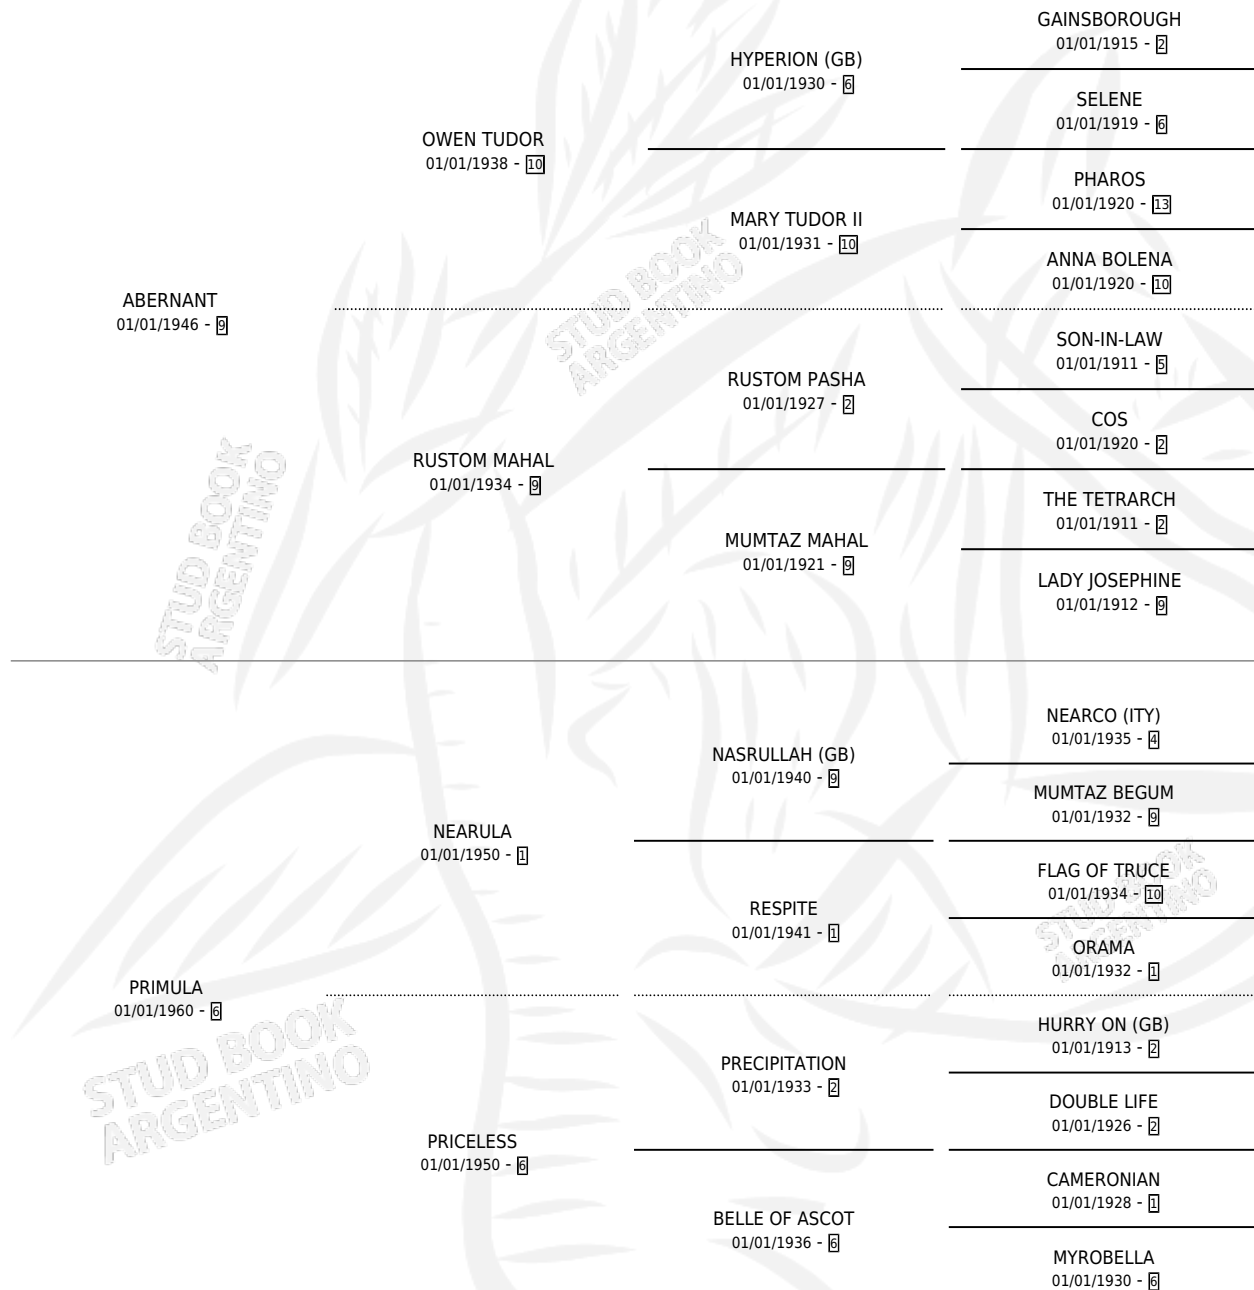 GAINSBOROUGH
01/01/1915 - 2
HYPERION (GB)
01/01/1930 - 6
SELENE
01/01/1919 - 6
OWEN TUDOR
01/01/1938 - 10
PHAROS
01/01/1920 - 13
MARY TUDOR II
01/01/1931 - 10
ANNA BOLENA
01/01/1920 - 10
ABERNANT
01/01/1946 - 9
SON-IN-LAW
01/01/1911 - 5
RUSTOM PASHA
01/01/1927 - 2
COS
01/01/1920 - 2
RUSTOM MAHAL
01/01/1934 - 9
THE TETRARCH
01/01/1911 - 2
MUMTAZ MAHAL
01/01/1921 - 9
LADY JOSEPHINE
01/01/1912 - 9
NEARCO (ITY)
01/01/1935 - 4
NASRULLAH (GB)
01/01/1940 - 9
MUMTAZ BEGUM
01/01/1932 - 9
NEARULA
01/01/1950 - 1
FLAG OF TRUCE
01/01/1934 - 10
RESPITE
01/01/1941 - 1
ORAMA
01/01/1932 - 1
PRIMULA
01/01/1960 - 6
HURRY ON (GB)
01/01/1913 - 2
PRECIPITATION
01/01/1933 - 2
DOUBLE LIFE
01/01/1926 - 2
PRICELESS
01/01/1950 - 6
CAMERONIAN
01/01/1928 - 1
BELLE OF ASCOT
01/01/1936 - 6
MYROBELLA
01/01/1930 - 6
STUD BOOK
ARGENTINO
STUD BOOK
ARGENTINO
STUD BOOK
ARGENTINO
STUD BOOK
ARGENTINO